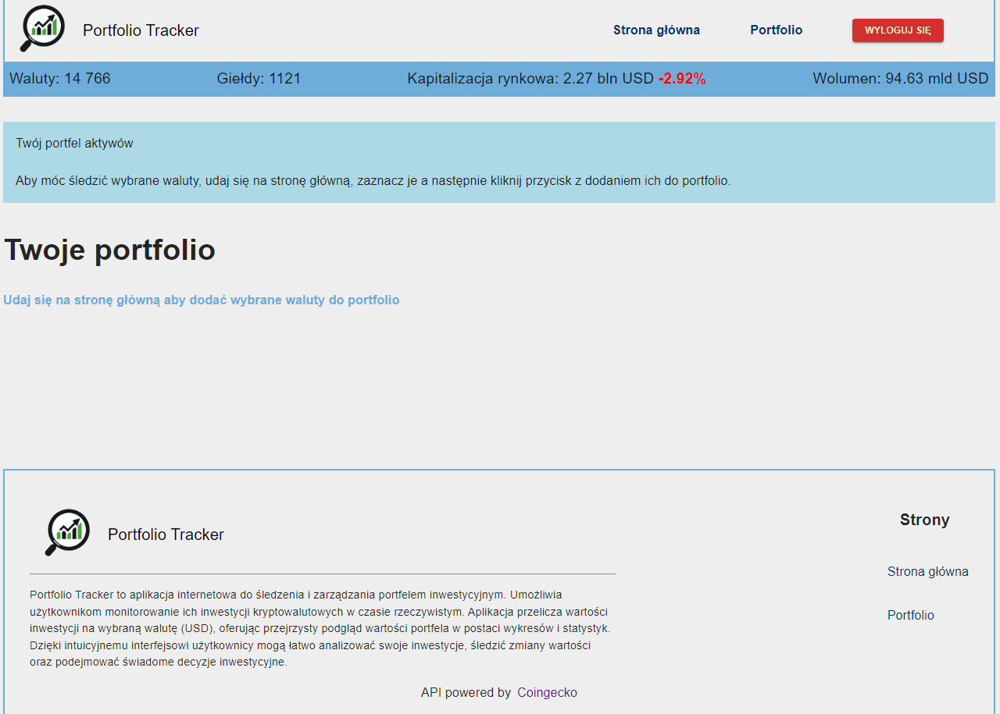 Portfolio Tracker
Strona główna
Portfolio
WYLOGUJ SIĘ
Waluty: 14 766
Giełdy: 1121
Kapitalizacja rynkowa: 2.27 bln USD -2.92%
Wolumen: 94.63 mld USD
Twój portfel aktywów
Aby móc śledzić wybrane waluty, udaj się na stronę główną, zaznacz je a następnie kliknij przycisk z dodaniem ich do portfolio.
Twoje portfolio
Udaj się na stronę główną aby dodać wybrane waluty do portfolio
Portfolio Tracker
Portfolio Tracker to aplikacja internetowa do śledzenia i zarządzania portfelem inwestycyjnym. Umożliwia
użytkownikom monitorowanie ich inwestycji kryptowalutowych w czasie rzeczywistym. Aplikacja przelicza wartości
inwestycji na wybraną walutę (USD), oferując przejrzysty podgląd wartości portfela w postaci wykresów i statystyk.
Dzięki intuicyjnemu interfejsowi użytkownicy mogą łatwo analizować swoje inwestycje, śledzić zmiany wartości
oraz podejmować świadome decyzje inwestycyjne.
Strony
Strona główna
Portfolio
API powered by Coingecko